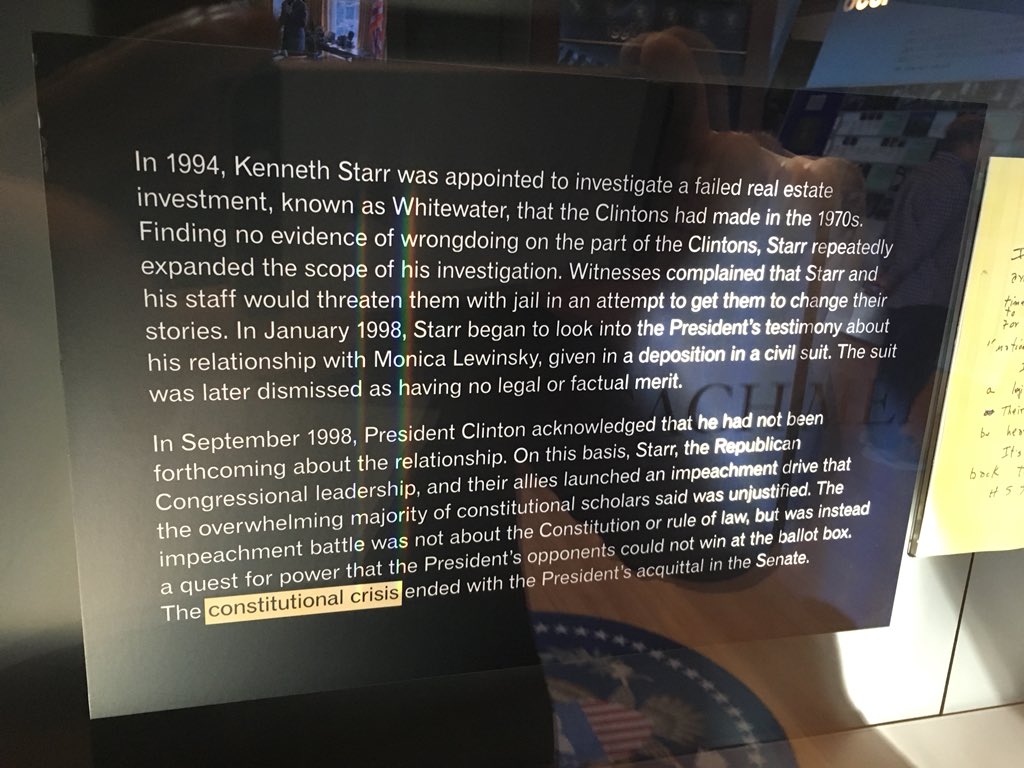 In 1994, Kenneth Starr was appointed to investigate a failed real estate
investment, known as Whitewater, that the Clintons had made in the 1970s.
Finding no evidence of wrongdoing on the part of the Clintons, Starr repeatedly
expanded the scope of his investigation. Witnesses complained that Starr and
his staff would threaten them with jail in an attempt to get them to change their
stories. In January 1998, Starr began to look into the President's testimony about
his relationship with Monica Lewinsky, given in a deposition in a civil suit. The suit
was later dismissed as having no legal or factual merit.
In September 1998, President Clinton acknowledged that he had not been
forthcoming about the relationship. On this basis, Starr, the Republican
Congressional leadership, and their allies launched an impeachment drive that
the overwhelming majority of constitutional scholars said was unjustified. The
impeachment battle was not about the Constitution or rule of law, but was instead
a quest for power that the President's opponents could not win at the ballot box.
The constitutional crisis ended with the President's acquittal in the Senate.
I
time
to
for
a
Their
be her
It's
back T
H S T